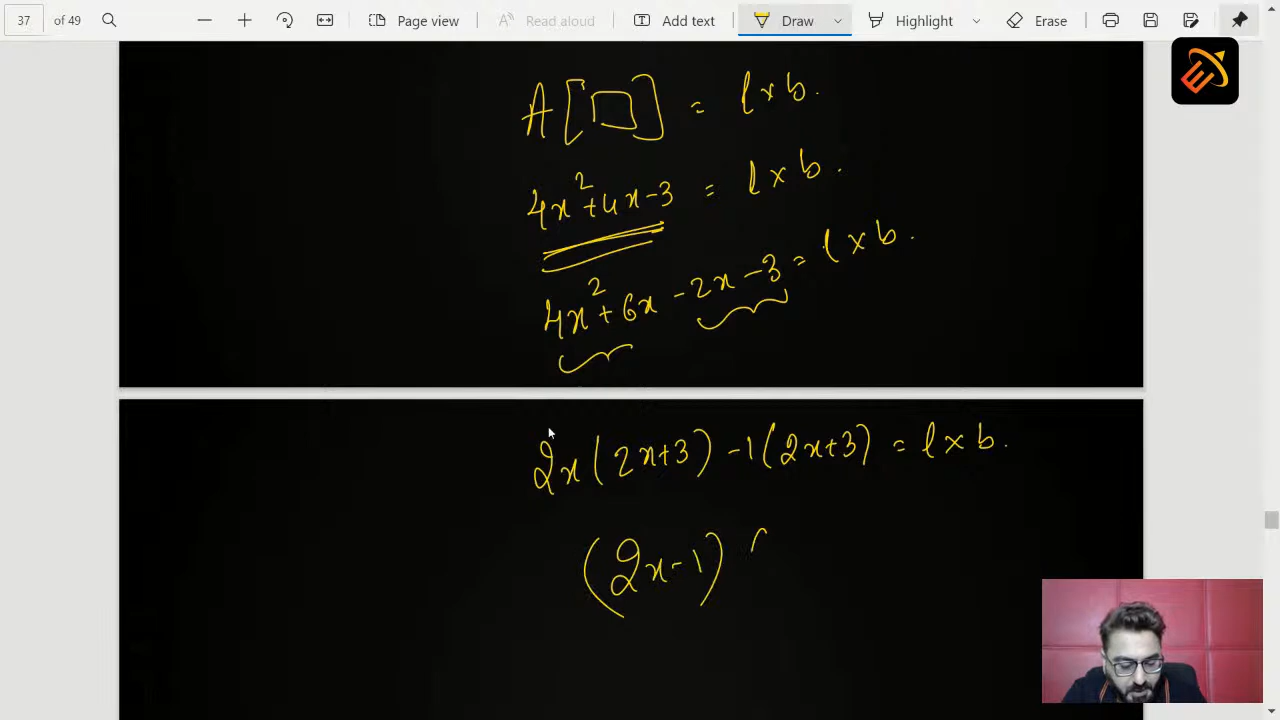 37 of 49 Page view Read aloud Add text Draw Highlight Erase
A[□] = l×b.
4x²+4x-3 = l×b.
4x²+6x -2x-3 = l×b.
2x(2x+3) -1(2x+3) = l×b.
(2x-1) (